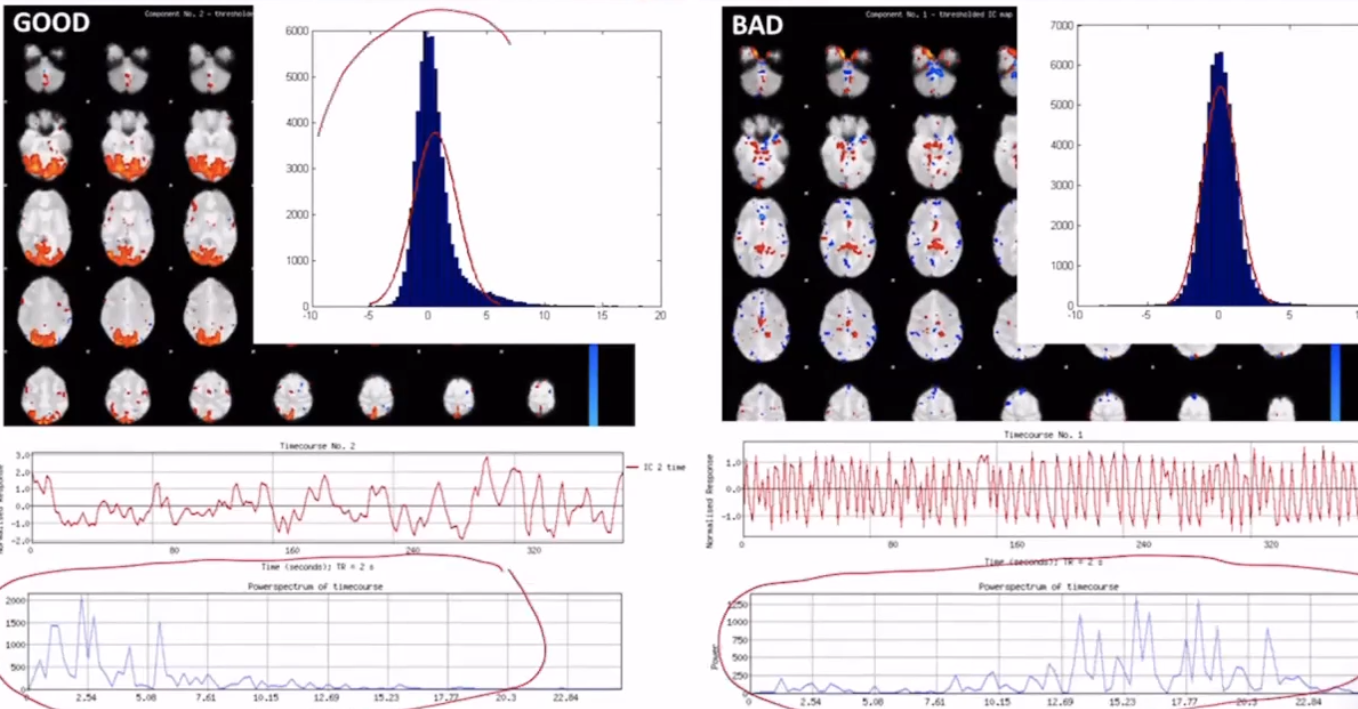 GOOD
Component No. 2 - thresholded
6000
5000
4000
3000
2000
1000
0
-10 -5 0 5 10 15 20
BAD
Component No. 1 - thresholded IC map
7000
6000
5000
4000
3000
2000
1000
0
-10 -5 0 5
Timecourse No. 2
3.0
2.0
1.0
0.0
-1.0
-2.0
0 80 160 240 320
IC 2 time
Time (seconds); TR = 2 s
Powerspectrum of timecourse
2000
1500
1000
500
0
2.54 5.08 7.61 10.15 12.69 15.23 17.77 20.3 22.84
Timecourse No. 1
Normalised Response
1.0
0.0
-1.0
0 80 160 240 320
Time (seconds); TR = 2 s
Powerspectrum of timecourse
Power
1250
1000
750
500
250
0 2.54 5.08 7.61 10.15 12.69 15.23 17.77 20.3 22.84